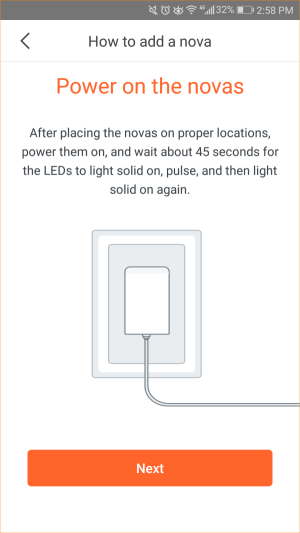 32% 2:58 PM
How to add a nova
Power on the novas
After placing the novas on proper locations,
power them on, and wait about 45 seconds for
the LEDs to light solid on, pulse, and then light
solid on again.
Next